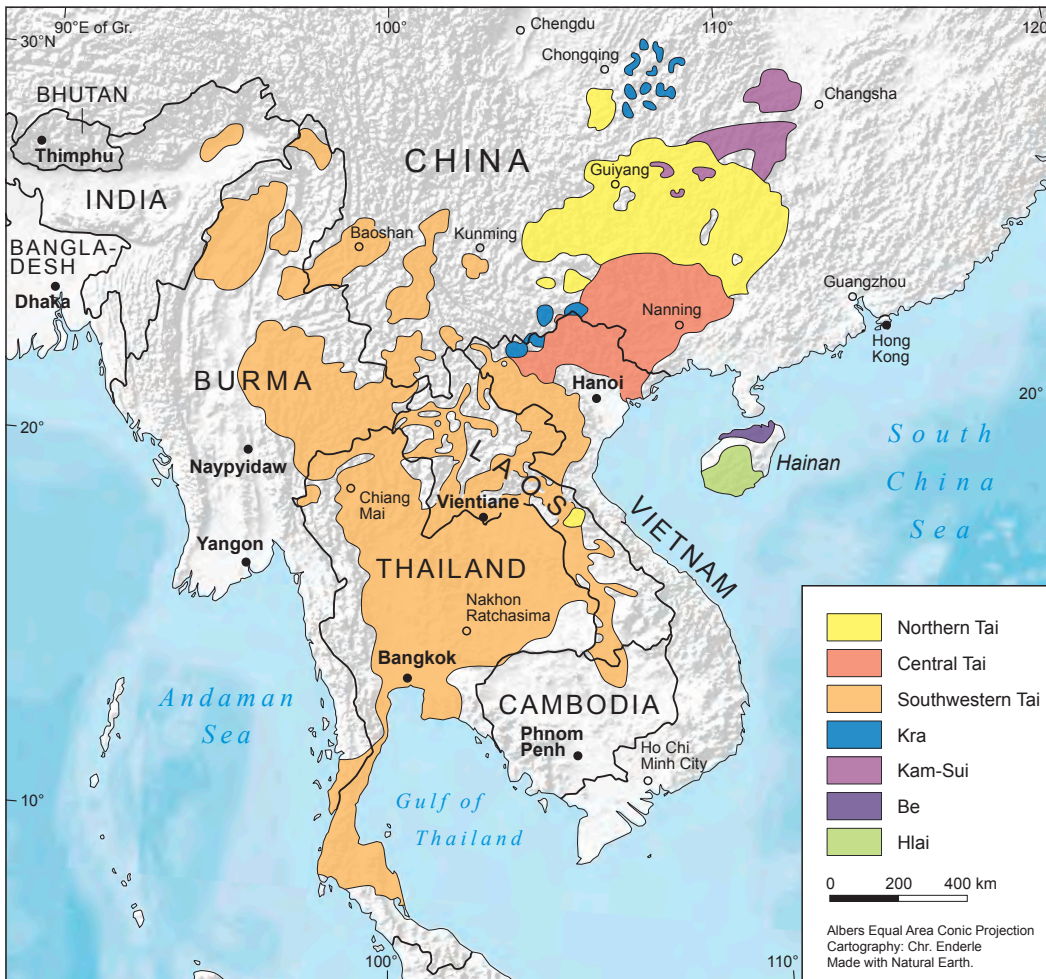 90°E of Gr.
100°
110°
120°
30°N
Chengdu
Chongqing
BHUTAN
Changsha
Thimphu
CHINA
Guiyang
INDIA
Baoshan
Kunming
BANGLA-
DESH
Dhaka
Guangzhou
Nanning
Hong
Kong
BURMA
Hanoi
20°
20°
South
China
Sea
LAOS
Hainan
Naypyidaw
Chiang
Mai
Vientiane
VIETNAM
Yangon
THAILAND
Nakhon
Ratchasima
Bangkok
Andaman
Sea
CAMBODIA
Phnom
Penh
Ho Chi
Minh City
10°
Gulf of
Thailand
100°
110°
Northern Tai
Central Tai
Southwestern Tai
Kra
Kam-Sui
Be
Hlai
0 200 400 km
Albers Equal Area Conic Projection
Cartography: Chr. Enderle
Made with Natural Earth.